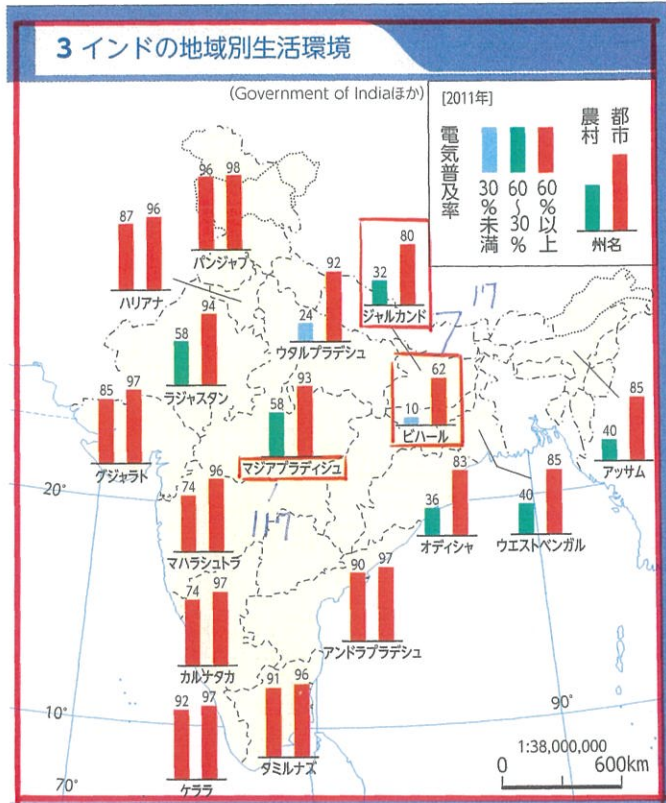 3 インドの地域別生活環境
(Government of Indiaほか)
[2011年]
電気普及率
30%未満
60~30%
60%以上
農村
都市
州名
96 98
パンジャブ
87 96
ハリアナ
92
24
ウタルプラデシュ
80
32
ジャルカンド
94
58
ラジャスタン
62
10
ビハール
93
58
マジアプラディシュ
85 97
グジャラト
85
40
アッサム
20°
96
74
マハラシュトラ
83
36
オディシャ
85
40
ウエストベンガル
97
74
カルナタカ
90 97
アンドラプラデシュ
91 96
タミルナズ
92 97
ケララ
10°
90°
70°
1:38,000,000
0 600km